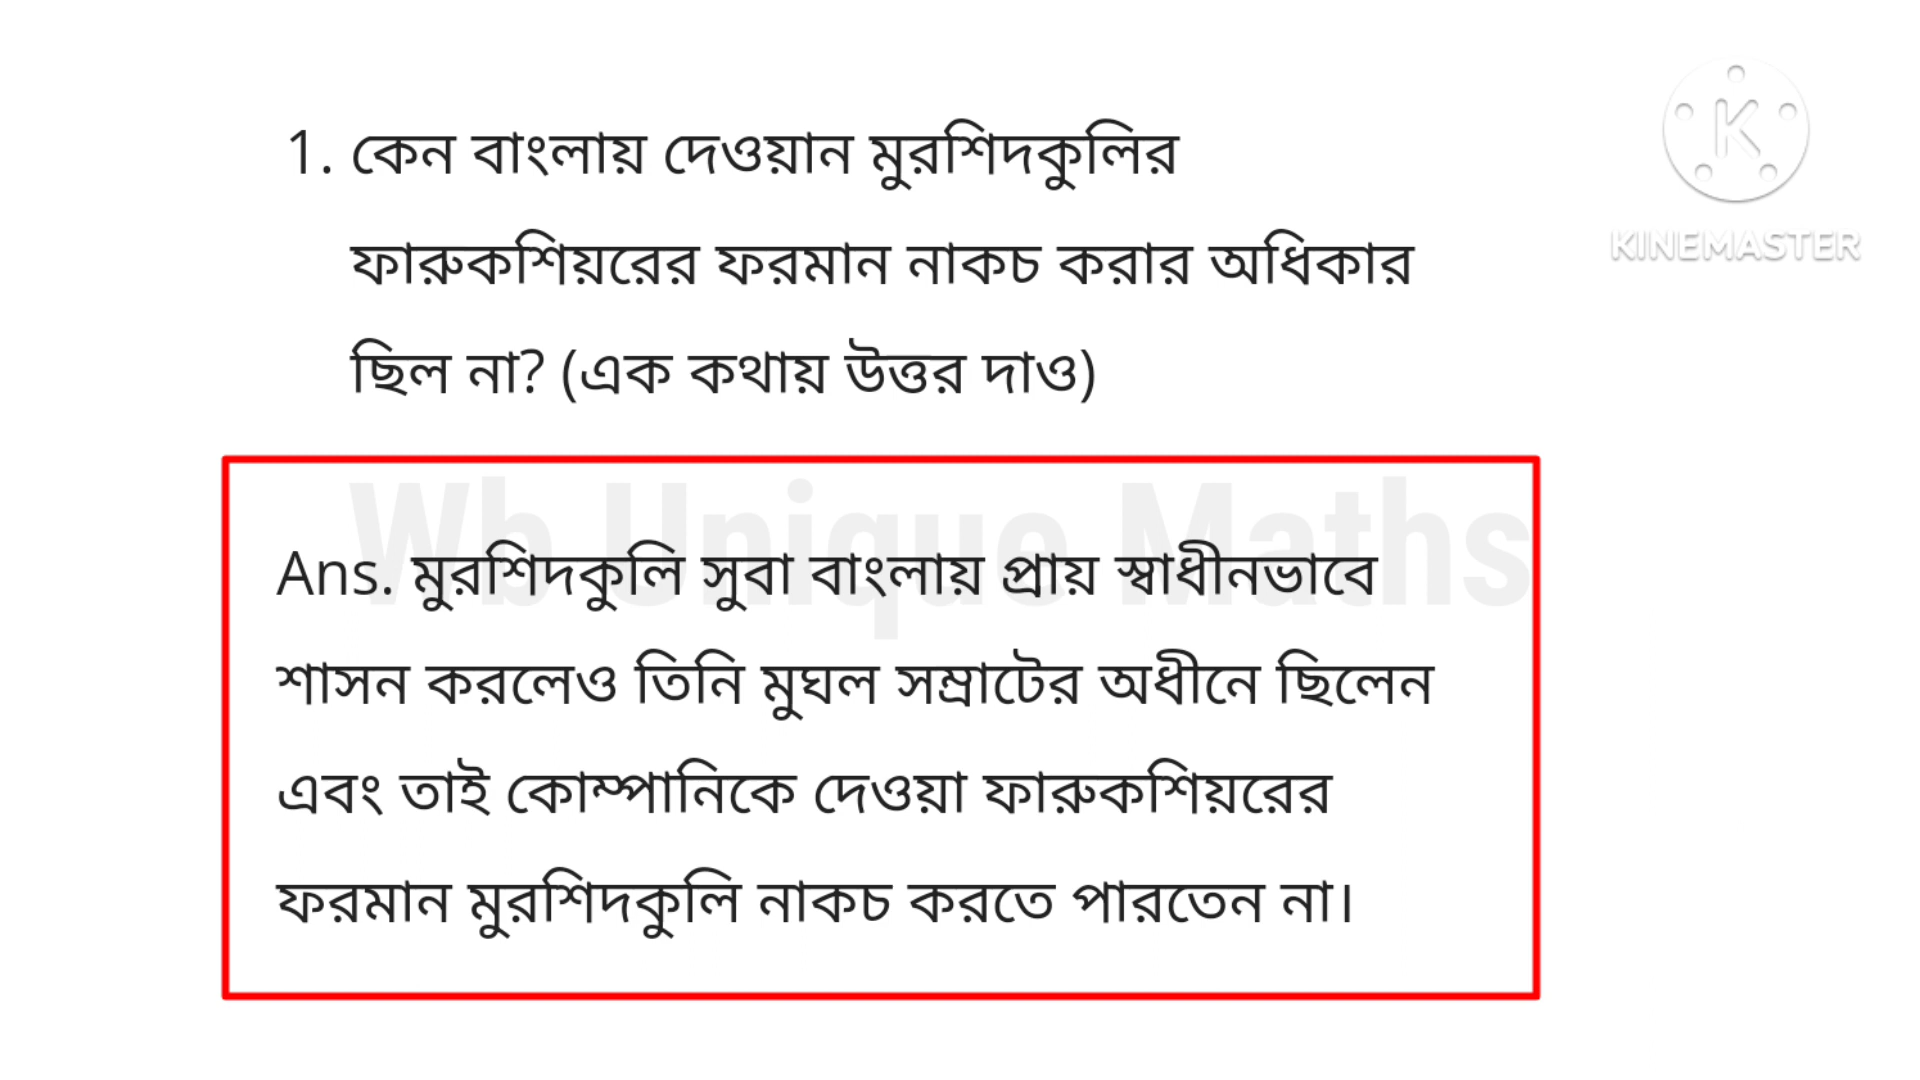 1. কেন বাংলায় দেওয়ান মুরশিদকুলির
ফারুকশিয়রের ফরমান নাকচ করার অধিকার
ছিল না? (এক কথায় উত্তর দাও)
K
KINEMASTER
Wb Unique Maths
Ans. মুরশিদকুলি সুবা বাংলায় প্রায় স্বাধীনভাবে
শাসন করলেও তিনি মুঘল সম্রাটের অধীনে ছিলেন
এবং তাই কোম্পানিকে দেওয়া ফারুকশিয়রের
ফরমান মুরশিদকুলি নাকচ করতে পারতেন না।